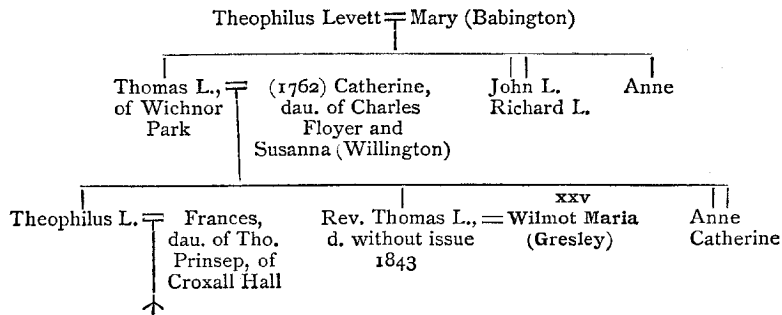 Theophilus Levett = Mary (Babington)
Thomas L., = (1762) Catherine,
of Wichnor dau. of Charles
Park Floyer and
Susanna (Willington)
John L.
Richard L.
Anne
Theophilus L. = Frances,
dau. of Tho.
Prinsep, of
Croxall Hall
Rev. Thomas L., =
d. without issue
1843
xxv
Wilmot Maria
(Gresley)
Anne
Catherine